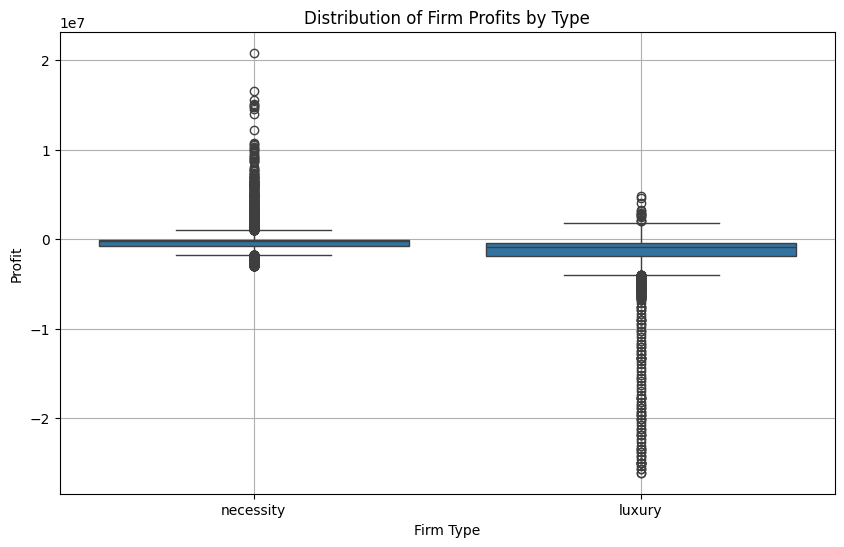 Distribution of Firm Profits by Type
1e7
2
1
0
−1
−2
Profit
necessity
luxury
Firm Type